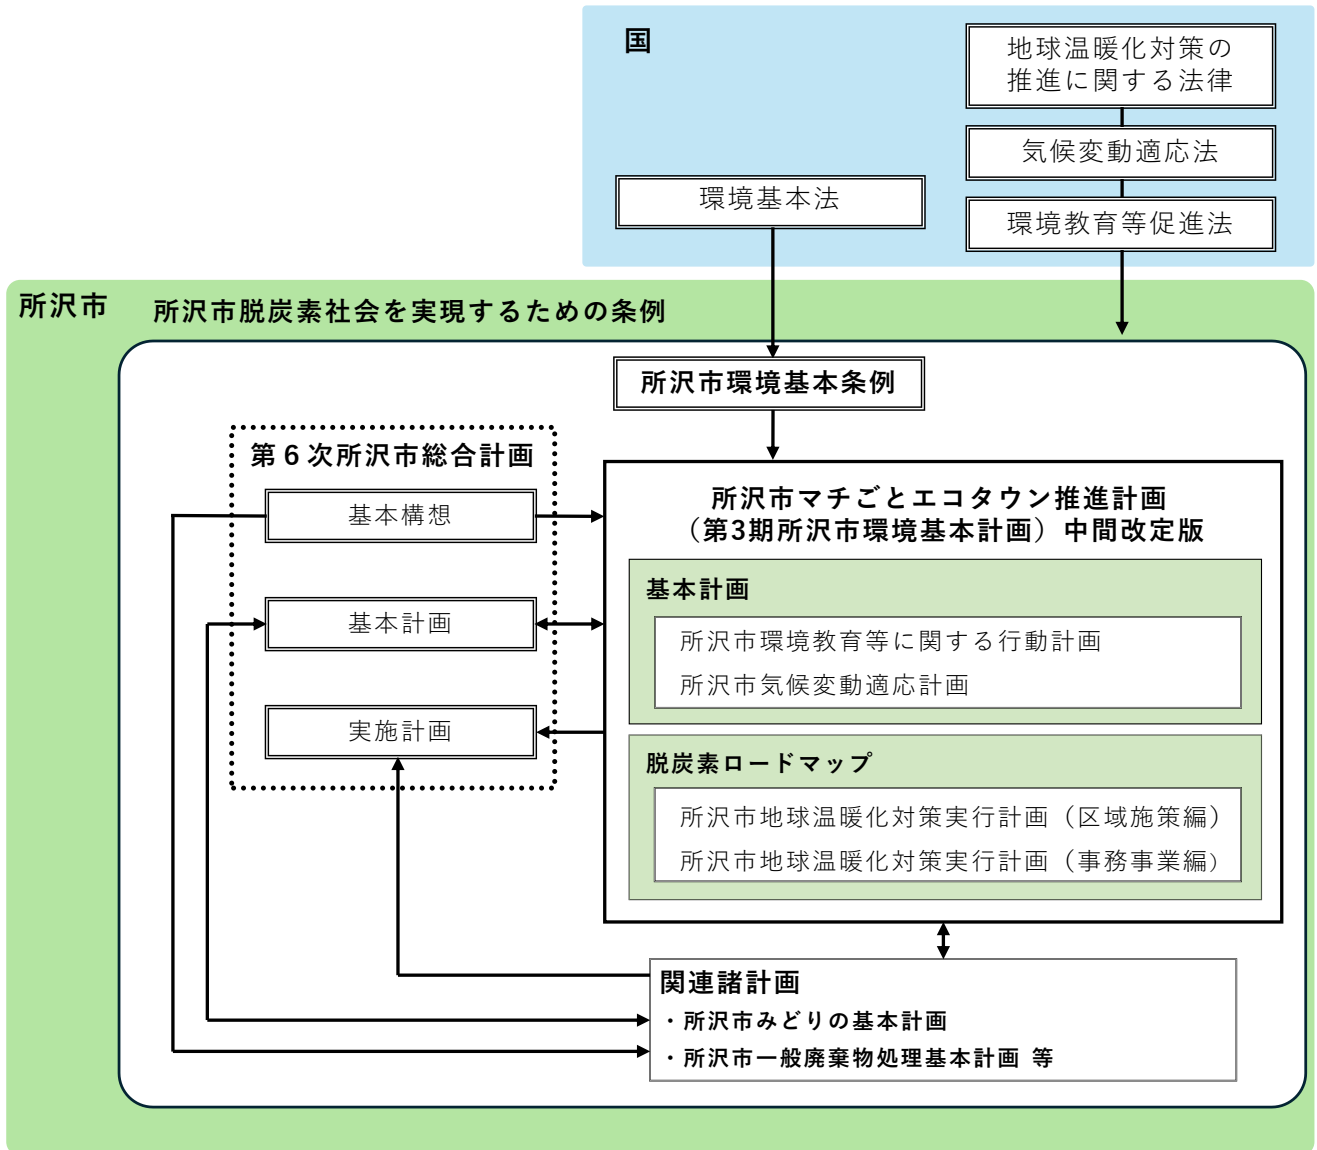 国
地球温暖化対策の
推進に関する法律
気候変動適応法
環境基本法
環境教育等促進法
所沢市
所沢市脱炭素社会を実現するための条例
所沢市環境基本条例
第６次所沢市総合計画
基本構想
基本計画
実施計画
所沢市マチごとエコタウン推進計画
（第3期所沢市環境基本計画）中間改定版
基本計画
所沢市環境教育等に関する行動計画
所沢市気候変動適応計画
脱炭素ロードマップ
所沢市地球温暖化対策実行計画（区域施策編）
所沢市地球温暖化対策実行計画（事務事業編）
関連諸計画
・所沢市みどりの基本計画
・所沢市一般廃棄物処理基本計画 等